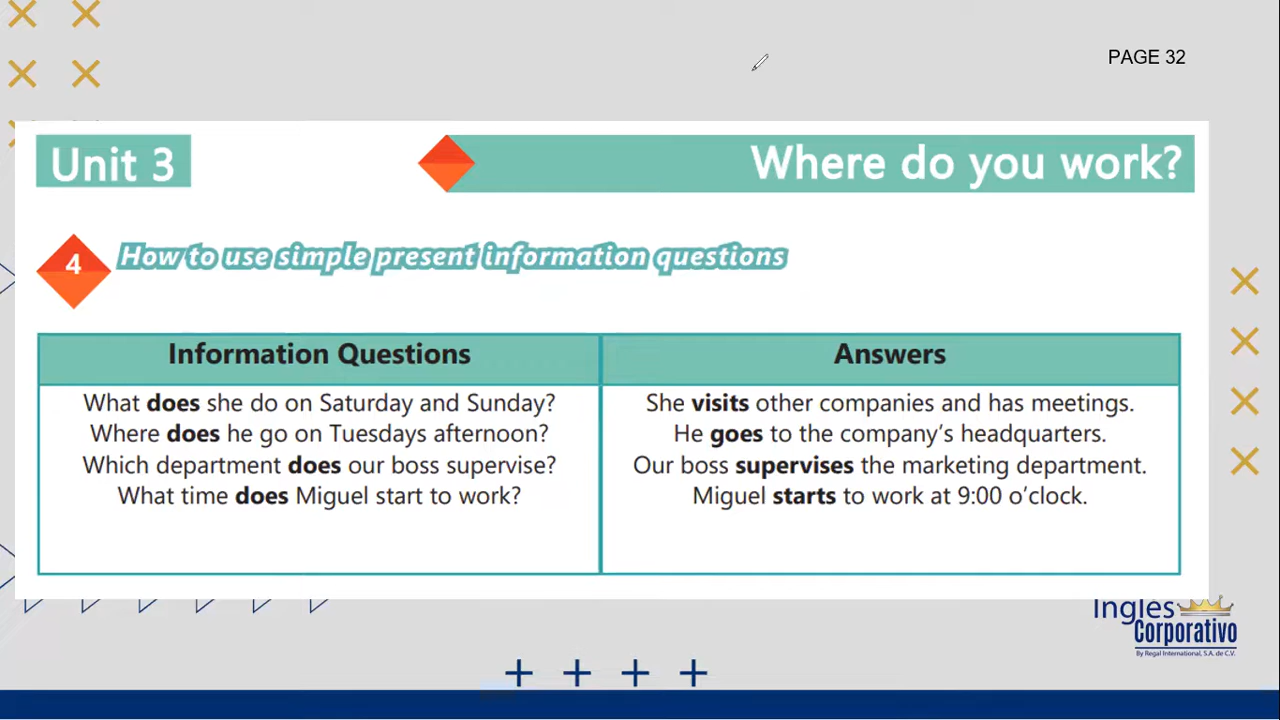 PAGE 32
Unit 3
Where do you work?
4
How to use simple present information questions
Information Questions
Answers
What does she do on Saturday and Sunday?
She visits other companies and has meetings.
Where does he go on Tuesdays afternoon?
He goes to the company's headquarters.
Which department does our boss supervise?
Our boss supervises the marketing department.
What time does Miguel start to work?
Miguel starts to work at 9:00 o'clock.
Ingles
Corporativo
By Regal International, S.A. de C.V.